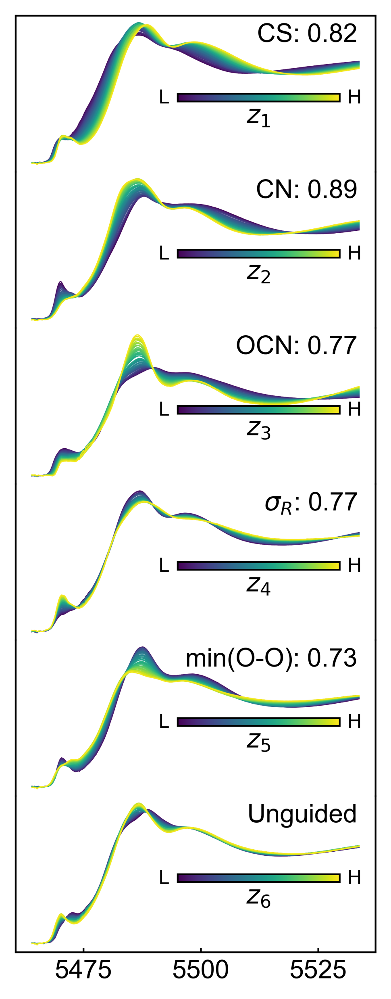 CS: 0.82
L H
z1
CN: 0.89
L H
z2
OCN: 0.77
L H
z3
σR: 0.77
L H
z4
min(O-O): 0.73
L H
z5
Unguided
L H
z6
5475 5500 5525